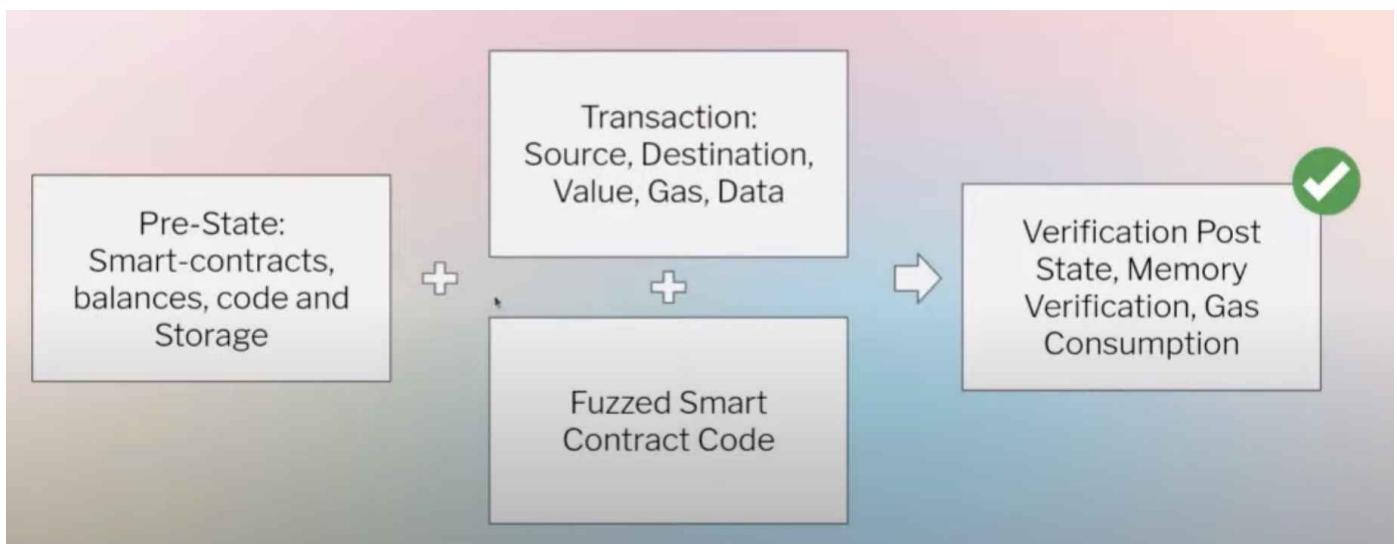 Pre-State:
Smart-contracts,
balances, code and
Storage
Transaction:
Source, Destination,
Value, Gas, Data
Fuzzed Smart
Contract Code
Verification Post
State, Memory
Verification, Gas
Consumption